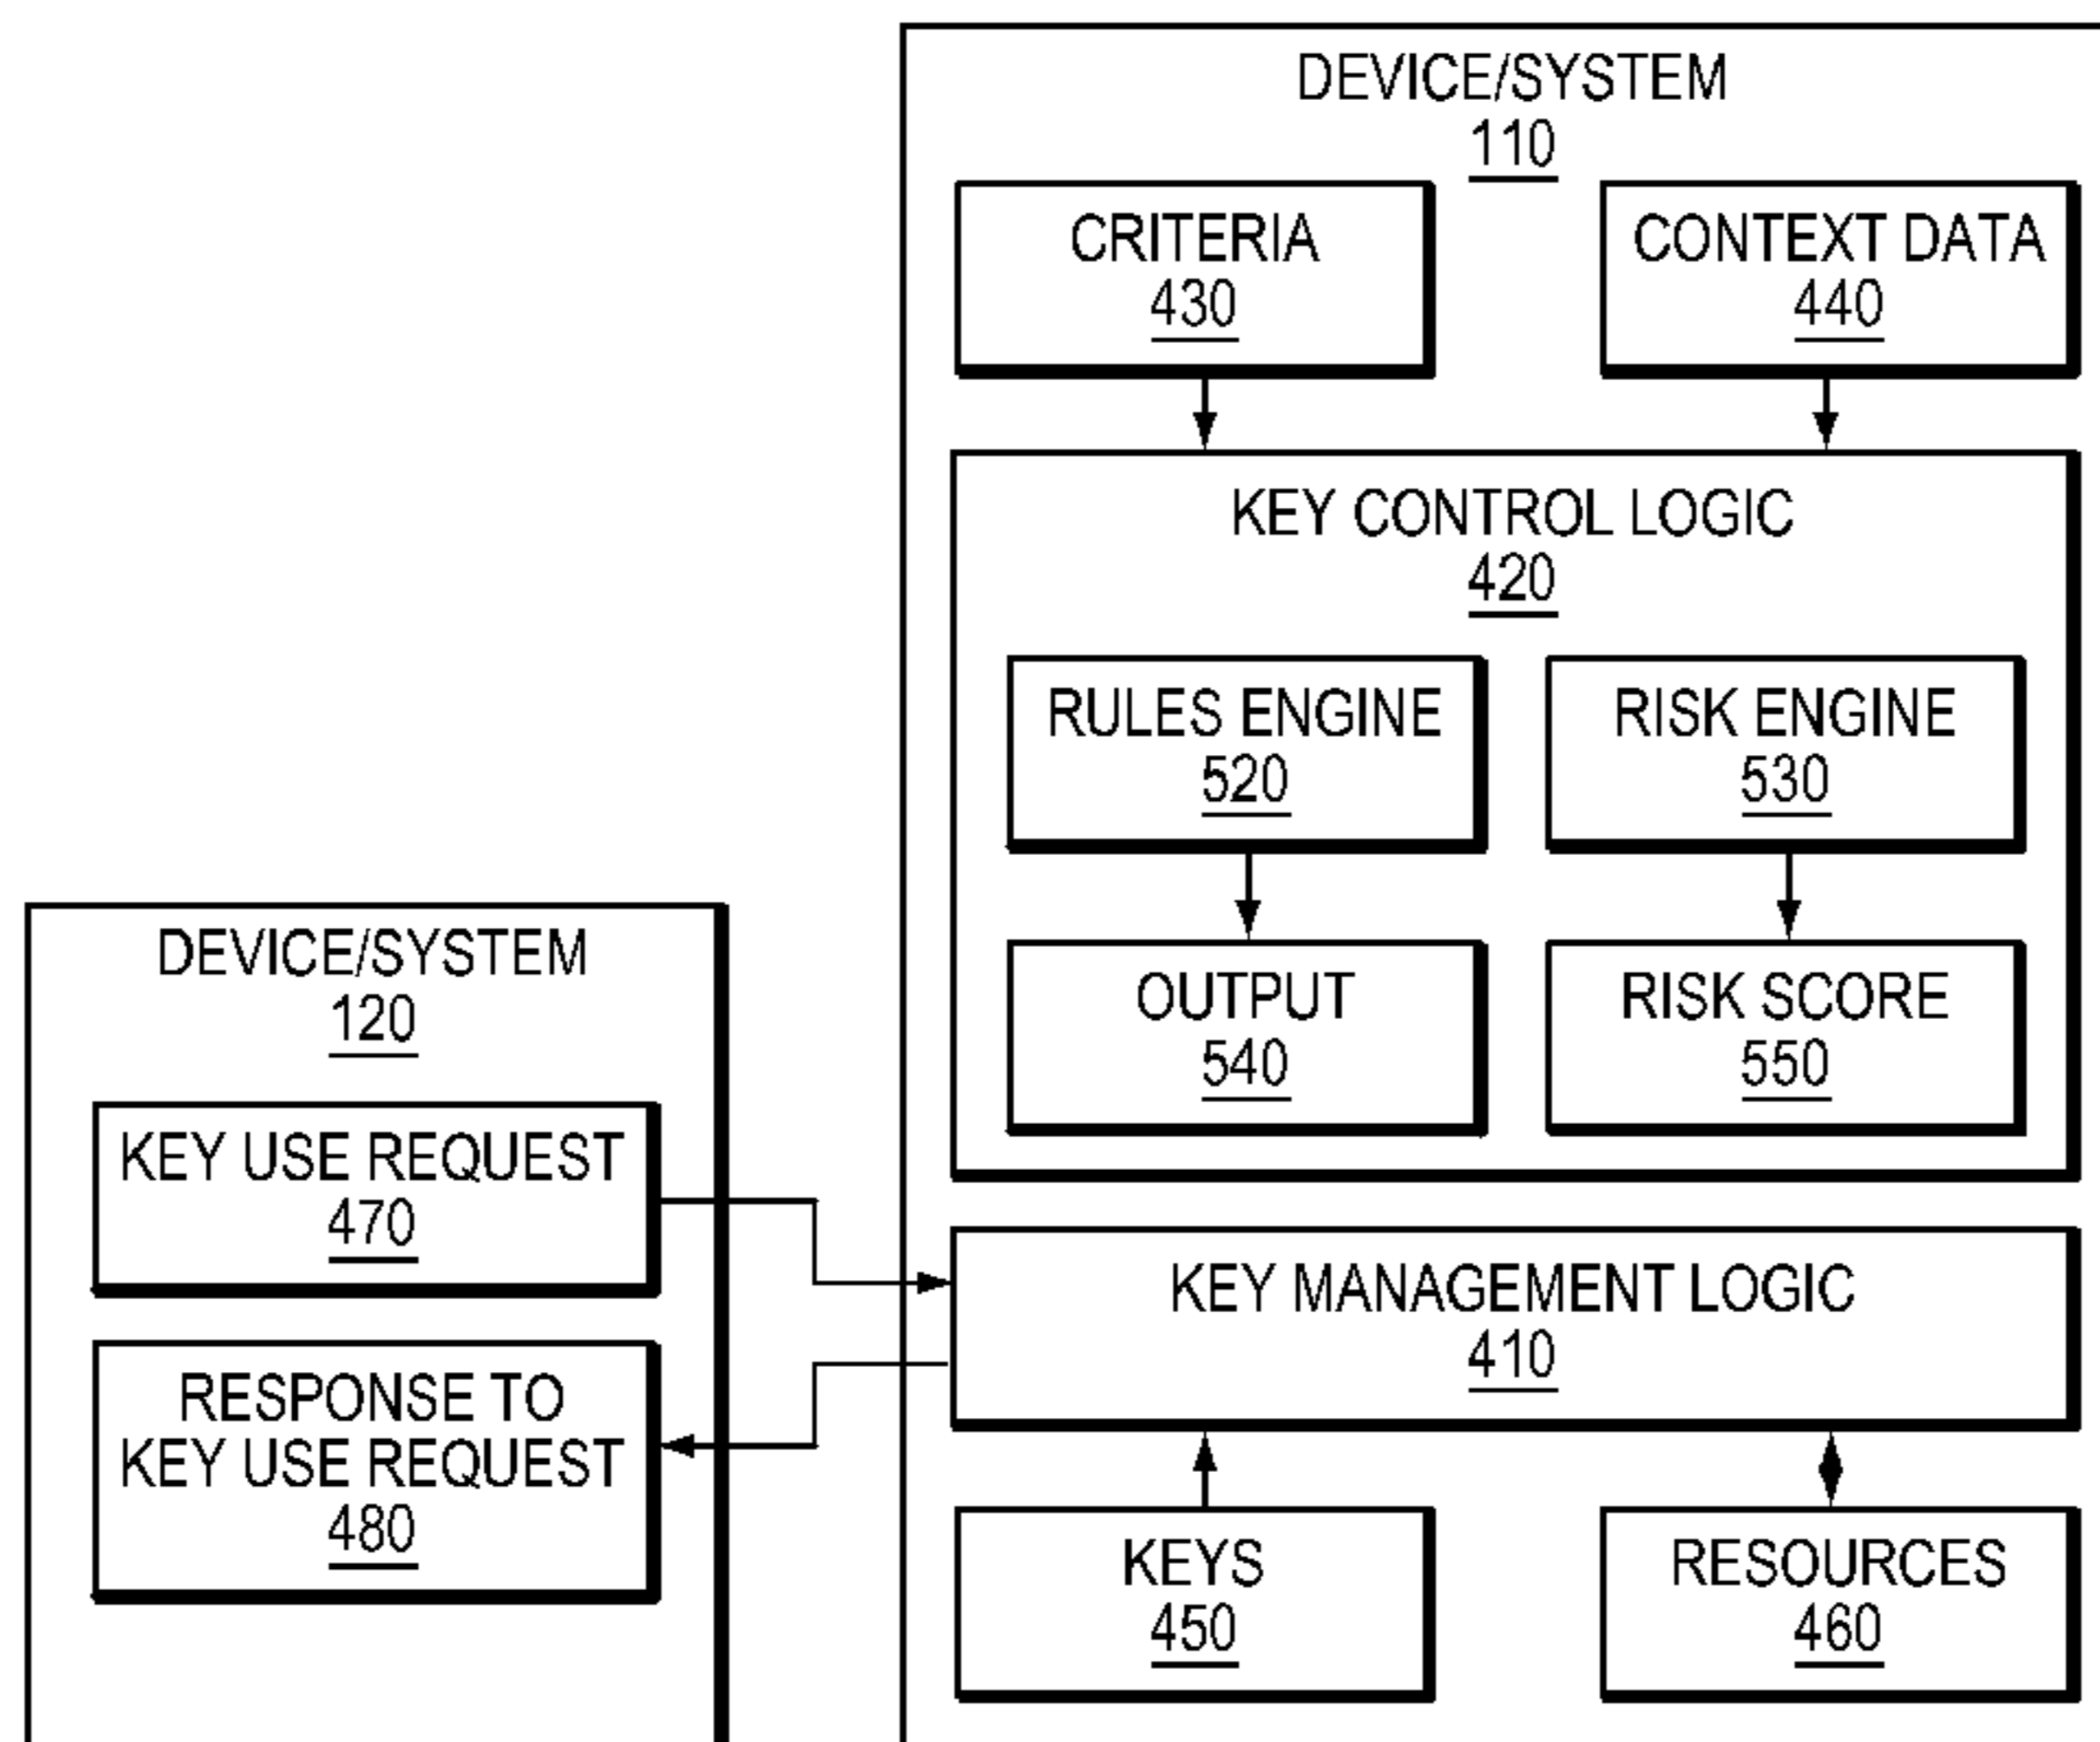 DEVICE/SYSTEM
110
CRITERIA
430
CONTEXT DATA
440
KEY CONTROL LOGIC
420
RULES ENGINE
520
RISK ENGINE
530
OUTPUT
540
RISK SCORE
550
DEVICE/SYSTEM
120
KEY USE REQUEST
470
RESPONSE TO
KEY USE REQUEST
480
KEY MANAGEMENT LOGIC
410
KEYS
450
RESOURCES
460